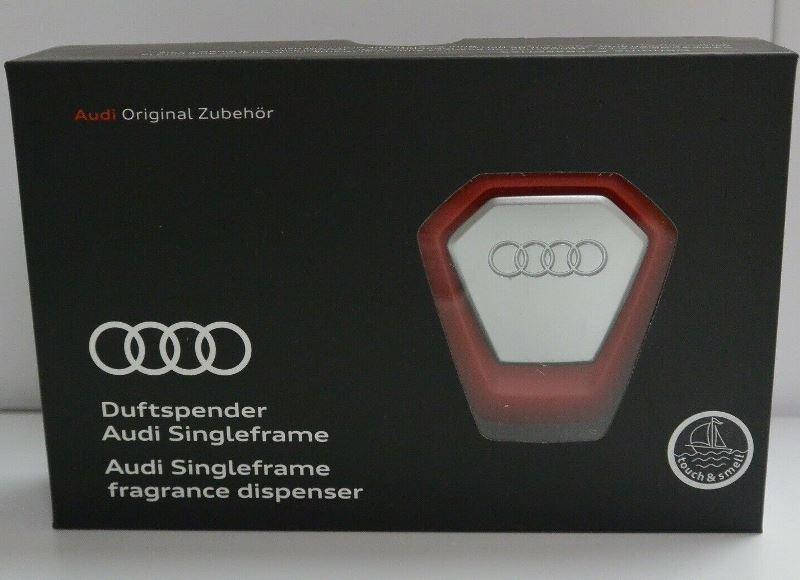 Audi Original Zubehör
Duftspender
Audi Singleframe
Audi Singleframe
fragrance dispenser
touch & smell